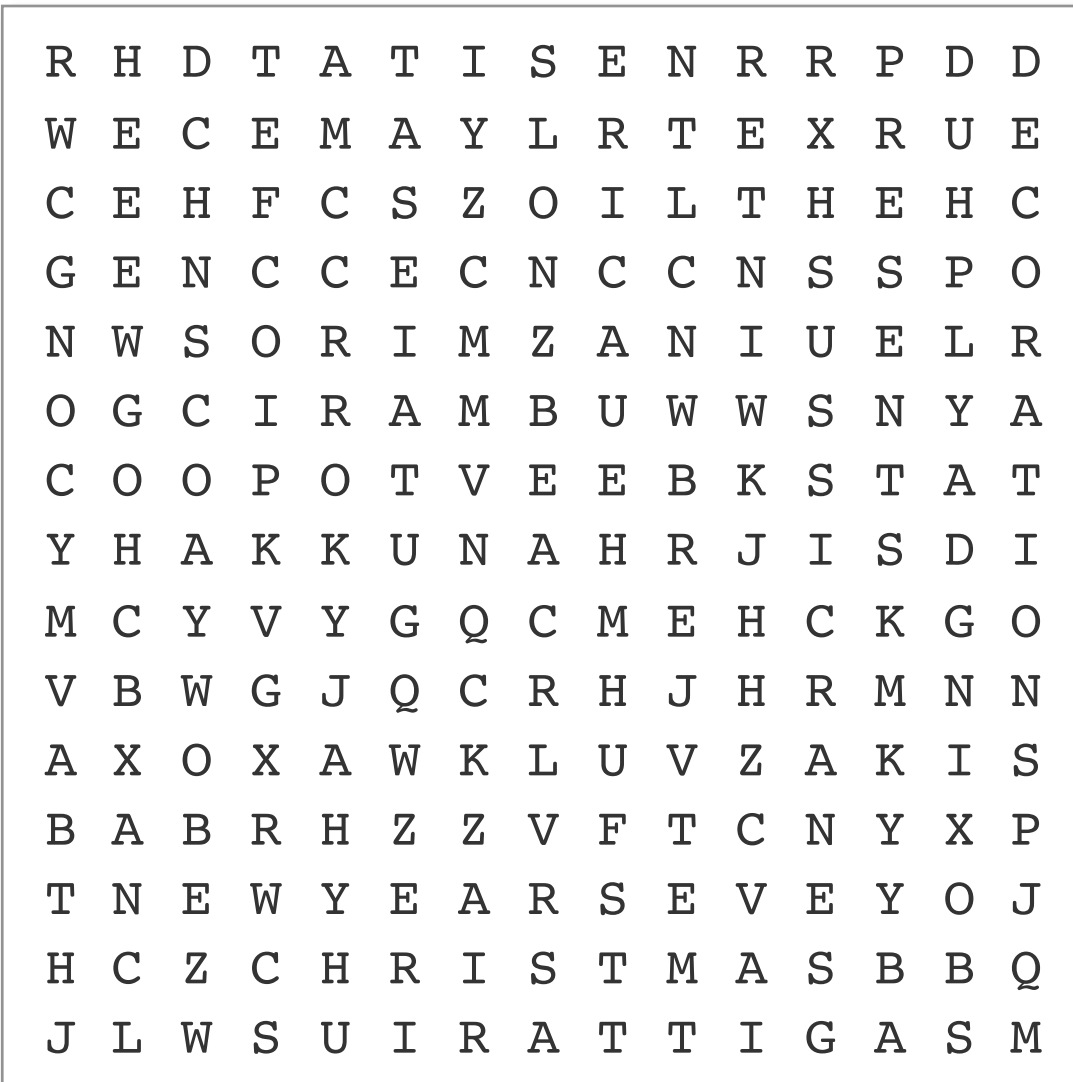 R H D T A T I S E N R R P D D
W E C E M A Y L R T E X R U E
C E H F C S Z O I L T H E H C
G E N C C E C N C C N S S P O
N W S O R I M Z A N I U E L R
O G C I R A M B U W W S N Y A
C O O P O T V E E B K S T A T
Y H A K K U N A H R J I S D I
M C Y V Y G Q C M E H C K G O
V B W G J Q C R H J H R M N N
A X O X A W K L U V Z A K I S
B A B R H Z Z V F T C N Y X P
T N E W Y E A R S E V E Y O J
H C Z C H R I S T M A S B B Q
J L W S U I R A T T I G A S M